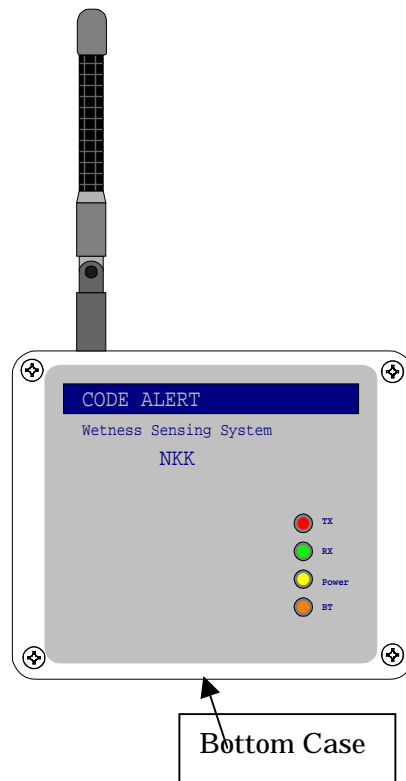 CODE ALERT
Wetness Sensing System
NKK
TX
RX
Power
BT
Bottom Case